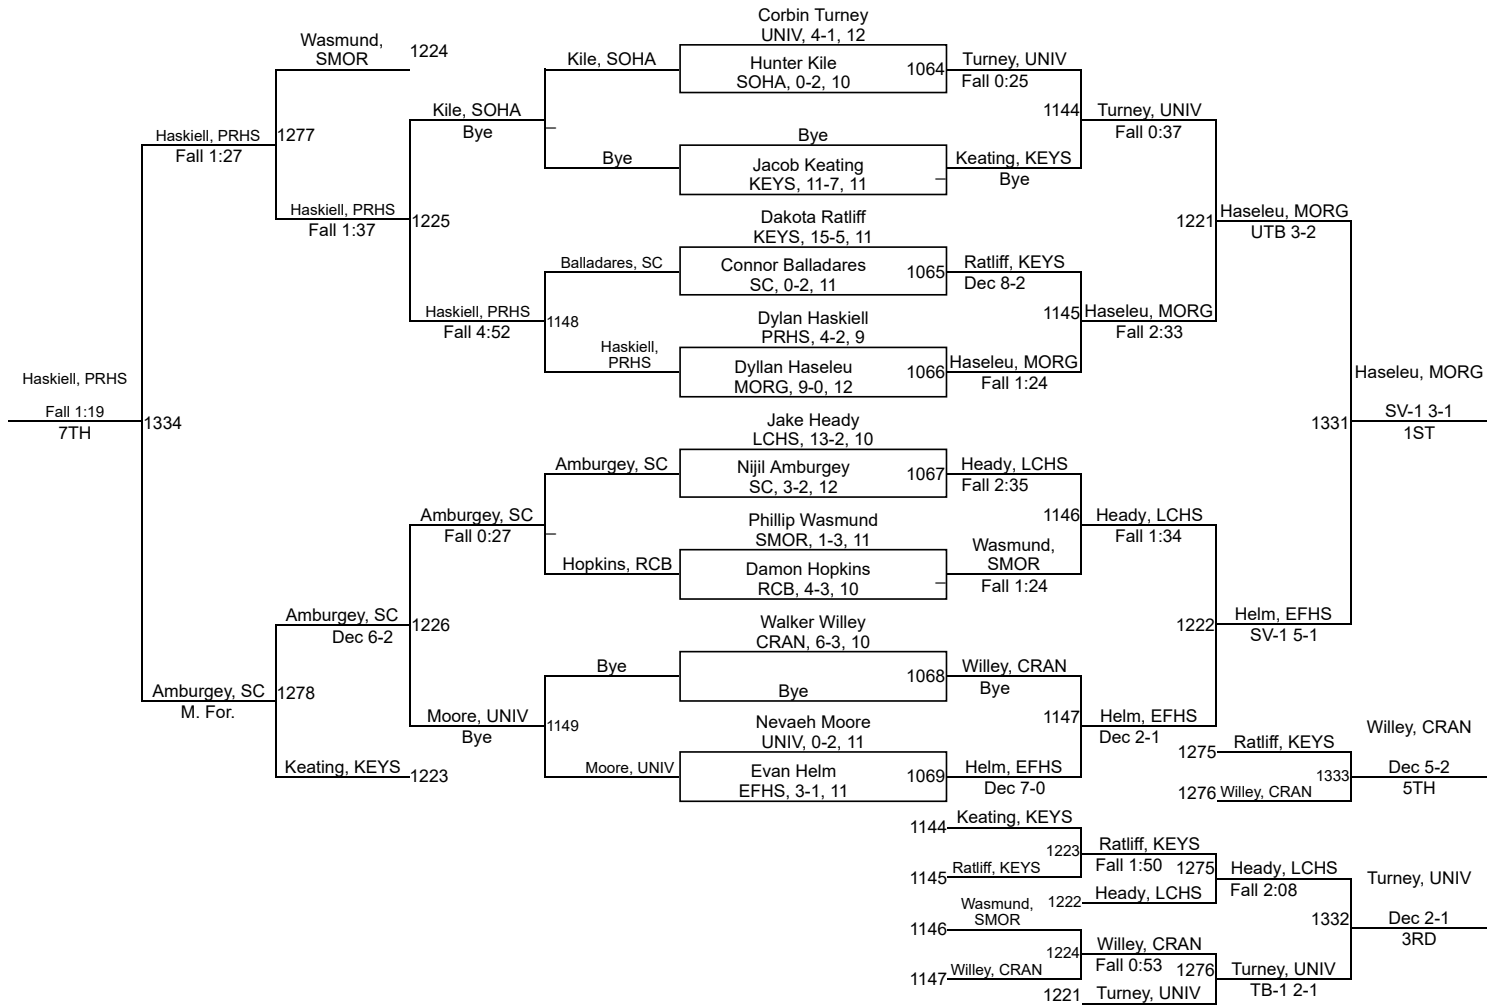 Corbin Turney
UNIV, 4-1, 12
Wasmund,
SMOR
1224
Kile, SOHA
Hunter Kile
SOHA, 0-2, 10
1064
Turney, UNIV
Fall 0:25
Kile, SOHA
Bye
1144
Turney, UNIV
Fall 0:37
Haskiell, PRHS
Fall 1:27
1277
Bye
Bye
Jacob Keating
KEYS, 11-7, 11
Keating, KEYS
Bye
Haskiell, PRHS
Fall 1:37
1225
Dakota Ratliff
KEYS, 15-5, 11
1221
Haseleu, MORG
UTB 3-2
Balladares, SC
Connor Balladares
SC, 0-2, 11
1065
Ratliff, KEYS
Dec 8-2
Haskiell, PRHS
Fall 4:52
1148
Dylan Haskiell
PRHS, 4-2, 9
1145
Haseleu, MORG
Fall 2:33
Haskiell,
PRHS
Dyllan Haseleu
MORG, 9-0, 12
1066
Haseleu, MORG
Fall 1:24
Haskiell, PRHS
Fall 1:19
7TH
1334
Haseleu, MORG
1331
SV-1 3-1
1ST
Jake Heady
LCHS, 13-2, 10
Amburgey, SC
Nijil Amburgey
SC, 3-2, 12
1067
Heady, LCHS
Fall 2:35
Amburgey, SC
Fall 0:27
Phillip Wasmund
SMOR, 1-3, 11
1146
Heady, LCHS
Fall 1:34
Hopkins, RCB
Damon Hopkins
RCB, 4-3, 10
Wasmund,
SMOR
Fall 1:24
Amburgey, SC
Dec 6-2
1226
Walker Willey
CRAN, 6-3, 10
1222
Helm, EFHS
SV-1 5-1
Bye
Bye
1068
Willey, CRAN
Bye
Amburgey, SC
M. For.
1278
Moore, UNIV
Bye
1149
Nevaeh Moore
UNIV, 0-2, 11
1147
Helm, EFHS
Dec 2-1
Keating, KEYS
1223
Moore, UNIV
Evan Helm
EFHS, 3-1, 11
1069
Helm, EFHS
Dec 7-0
1275
Ratliff, KEYS
1276
Willey, CRAN
1333
Willey, CRAN
Dec 5-2
5TH
1144
Keating, KEYS
1145
Ratliff, KEYS
1223
Ratliff, KEYS
Fall 1:50
1275
Heady, LCHS
Fall 2:08
1222
Heady, LCHS
1146
Wasmund,
SMOR
1332
Turney, UNIV
Dec 2-1
3RD
1147
Willey, CRAN
1224
Willey, CRAN
Fall 0:53
1276
Turney, UNIV
TB-1 2-1
1221
Turney, UNIV